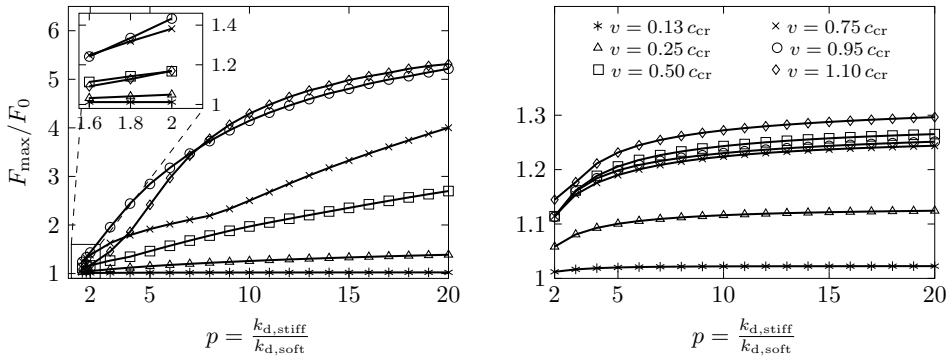 F_max/F_0
6
5
4
3
2
1
2 5 10 15 20
1.4
1.2
1
1.6 1.8 2
p = k_d,stiff / k_d,soft
1.3
1.2
1.1
1
2 5 10 15 20
v = 0.13 c_cr
v = 0.25 c_cr
v = 0.50 c_cr
v = 0.75 c_cr
v = 0.95 c_cr
v = 1.10 c_cr
p = k_d,stiff / k_d,soft